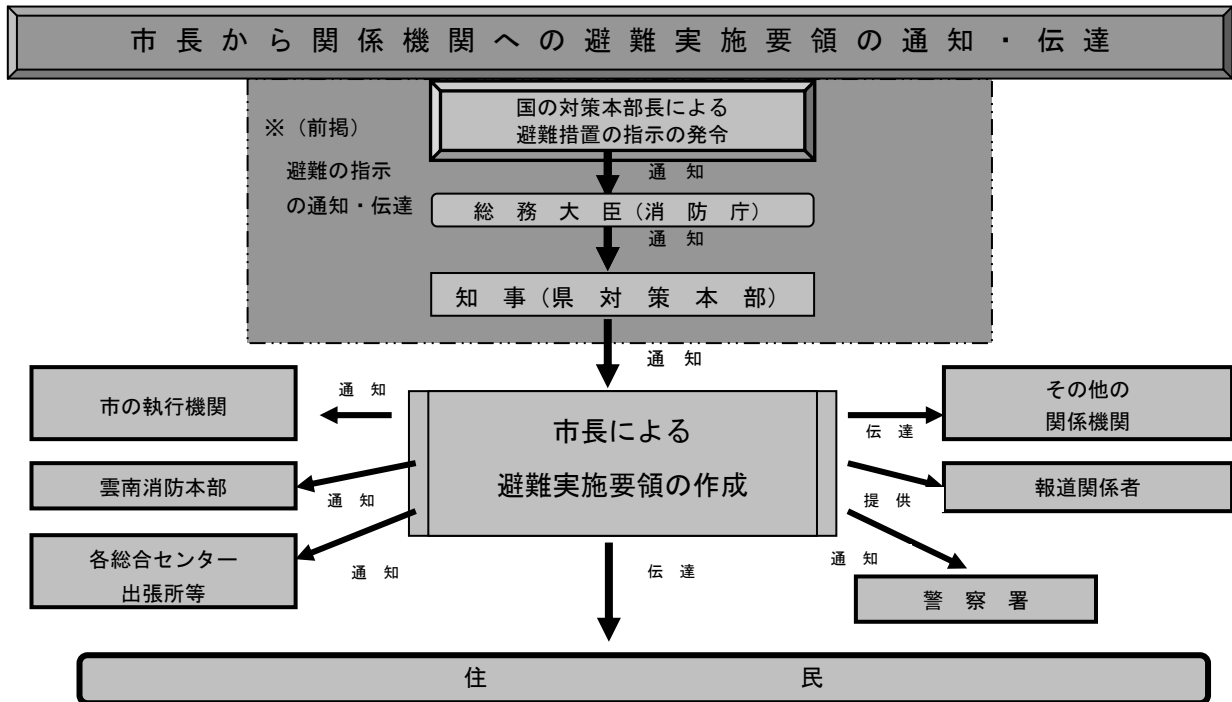 市長から関係機関への避難実施要領の通知・伝達
国の対策本部長による
避難措置の指示の発令
※（前掲）
避難の指示
の通知・伝達
通 知
総 務 大 臣（消 防 庁）
通 知
知 事（県 対 策 本 部）
通 知
市の執行機関
通 知
雲南消防本部
通 知
各総合センター
出張所等
通 知
市長による
避難実施要領の作成
伝 達
その他の
関係機関
提 供
報道関係者
通 知
警 察 署
伝 達
住 民